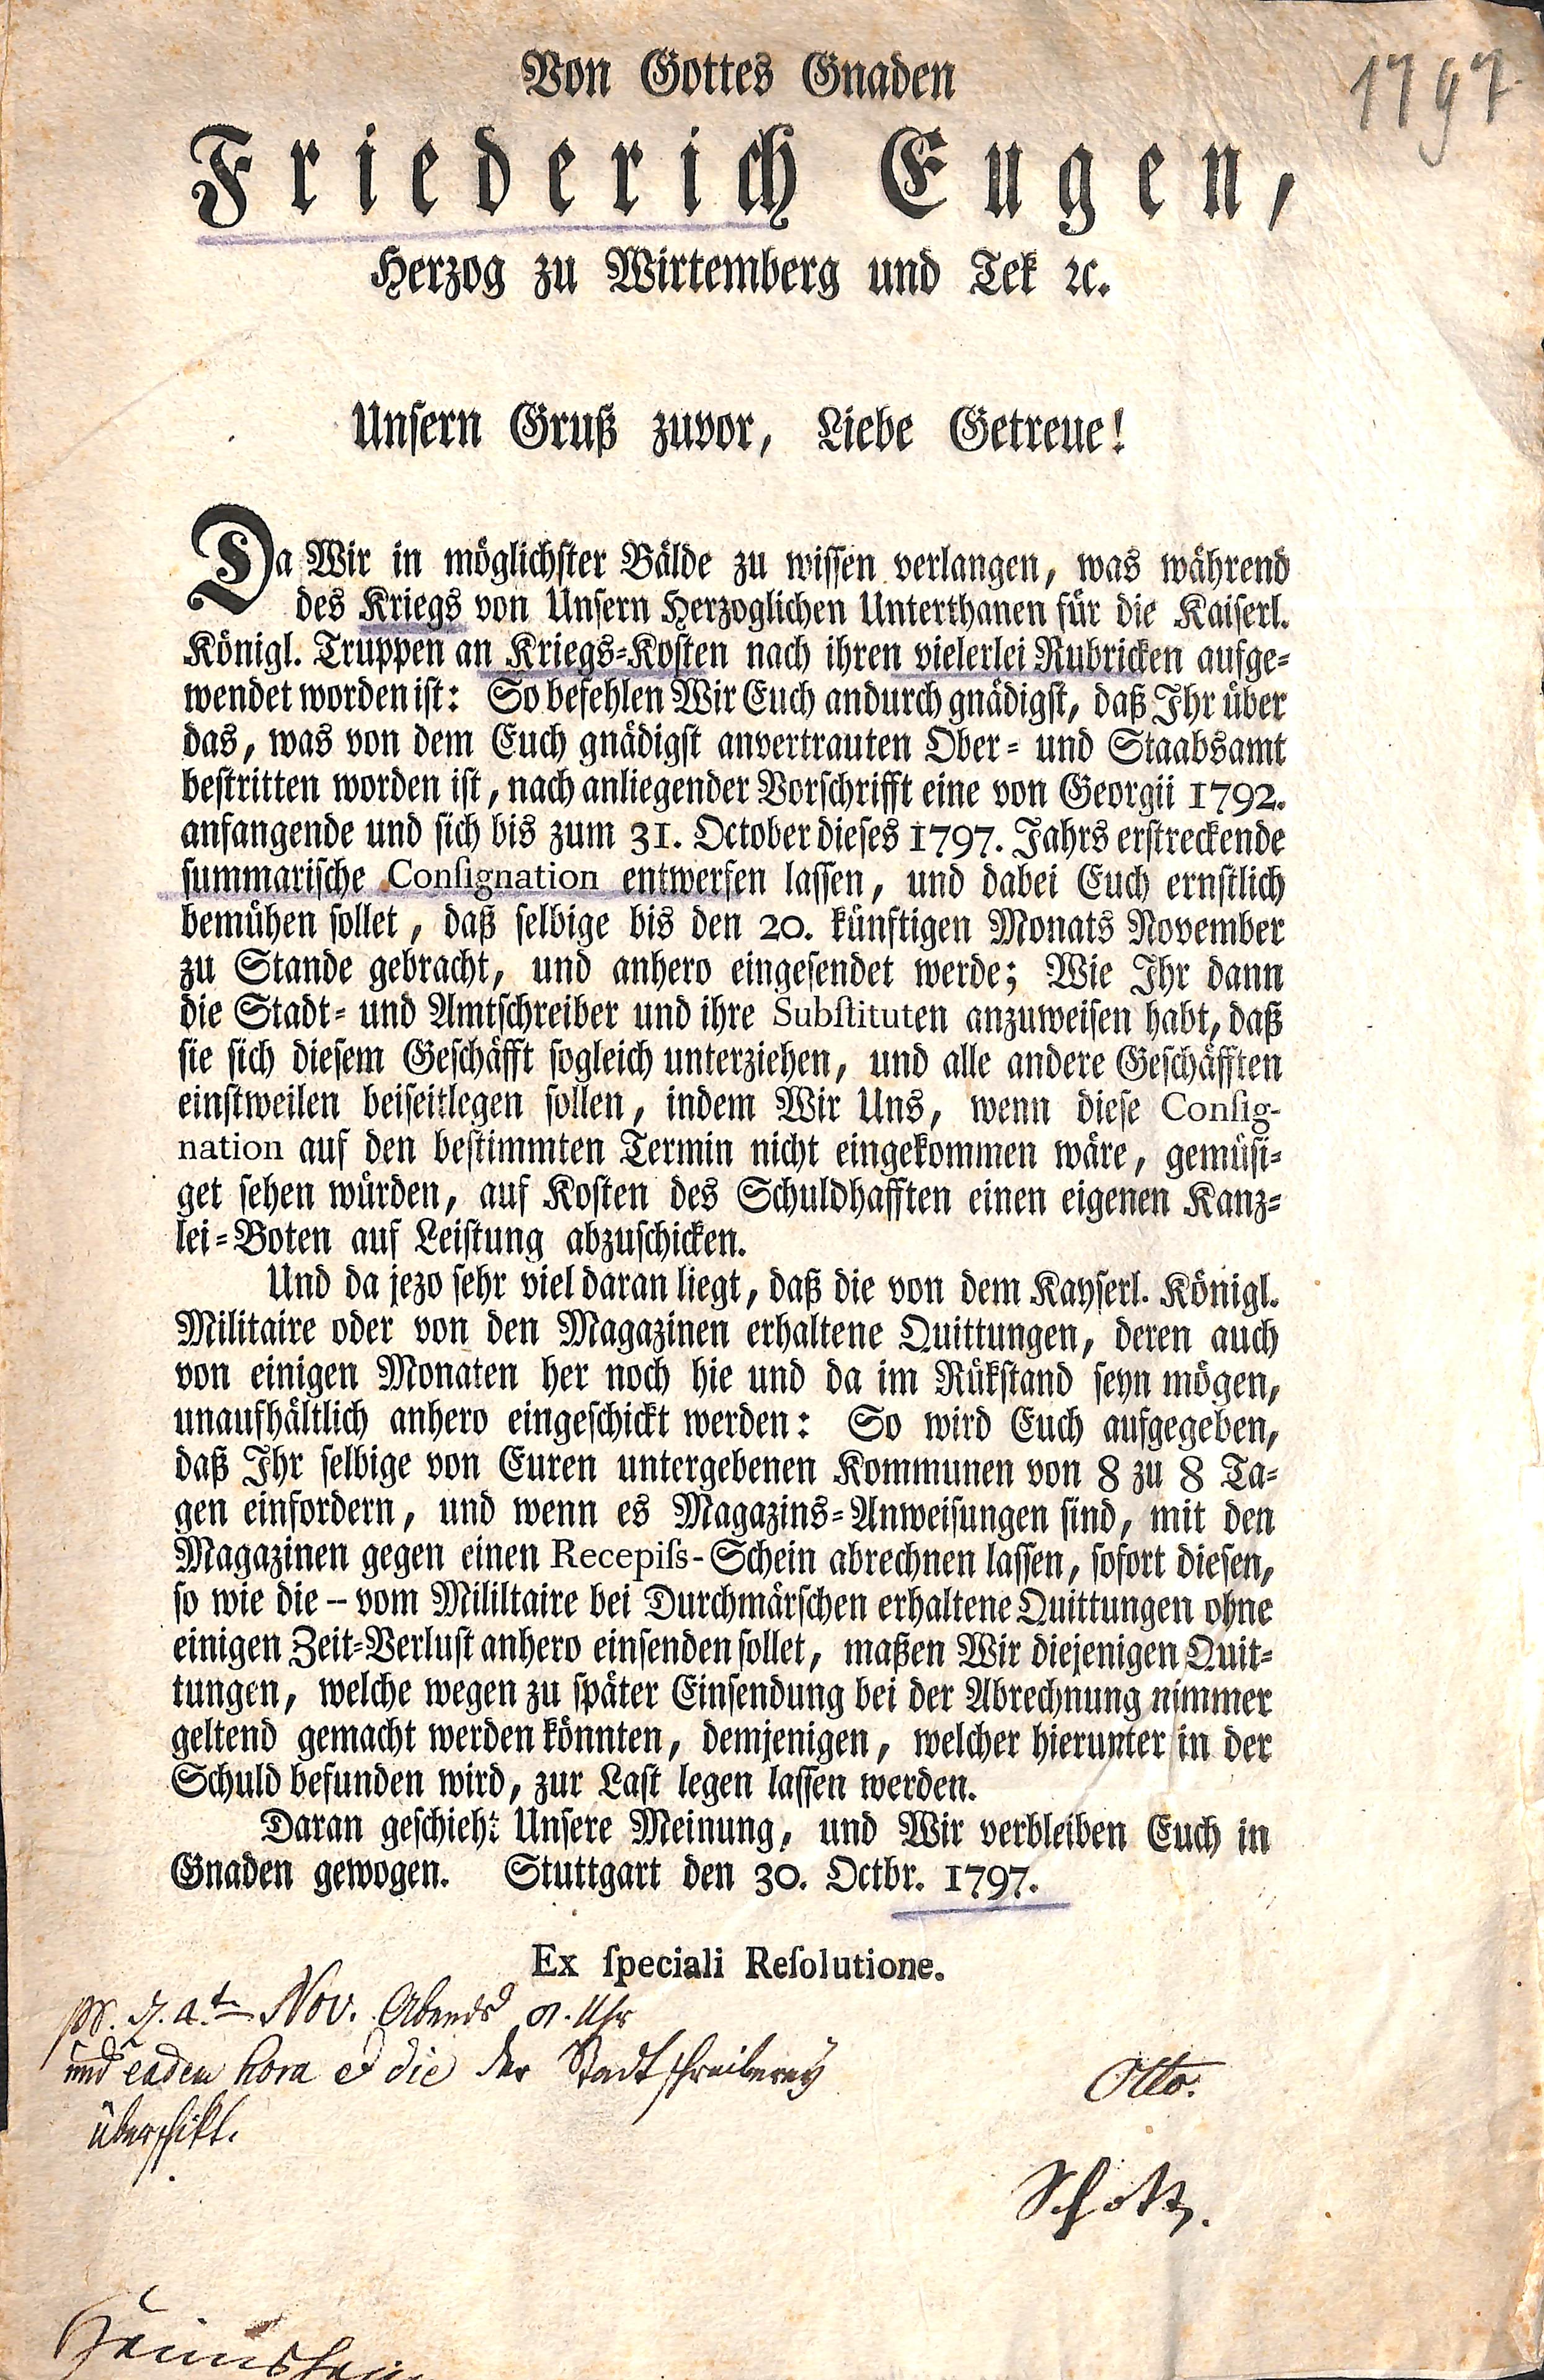 1797.
Von Gottes Gnaden
Friederich Eugen,
Herzog zu Wirtemberg und Tek ꝛc.
Unsern Gruß zuvor, Liebe Getreue!
Da Wir in möglichster Bälde zu wissen verlangen, was während
des Kriegs von Unsern Herzoglichen Unterthanen für die Kaiserl.
Königl. Truppen an Kriegs-Kosten nach ihren vielerlei Rubricken aufge-
wendet worden ist: So befehlen Wir Euch andurch gnädigst, daß Ihr über
das, was von dem Euch gnädigst anvertrauten Ober- und Staabsamt
bestritten worden ist, nach anliegender Vorschrifft eine von Georgii 1792.
anfangende und sich bis zum 31. October dieses 1797. Jahrs erstreckende
summarische Conſignation entwerfen lassen, und dabei Euch ernstlich
bemühen sollet, daß selbige bis den 20. künftigen Monats November
zu Stande gebracht, und anhero eingesendet werde; Wie Ihr dann
die Stadt- und Amtschreiber und ihre Subſtituten anzuweisen habt, daß
sie sich diesem Geschäfft sogleich unterziehen, und alle andere Geschäfften
einstweilen beiseitlegen sollen, indem Wir Uns, wenn diese Conſig-
nation auf den bestimmten Termin nicht eingekommen wäre, gemüsi-
get sehen würden, auf Kosten des Schuldhafften einen eigenen Kanz-
lei-Boten auf Leistung abzuschicken.
Und da jezo sehr viel daran liegt, daß die von dem Kayserl. Königl.
Militaire oder von den Magazinen erhaltene Quittungen, deren auch
von einigen Monaten her noch hie und da im Rükstand seyn mögen,
unaufhältlich anhero eingeschickt werden: So wird Euch aufgegeben,
daß Ihr selbige von Euren untergebenen Kommunen von 8 zu 8 Ta-
gen einfordern, und wenn es Magazins-Anweisungen sind, mit den
Magazinen gegen einen Recepiſs-Schein abrechnen lassen, sofort diesen,
so wie die – vom Mililtaire bei Durchmärschen erhaltene Quittungen ohne
einigen Zeit-Verlust anhero einsenden sollet, maßen Wir diejenigen Quit-
tungen, welche wegen zu später Einsendung bei der Abrechnung nimmer
geltend gemacht werden könnten, demjenigen, welcher hierunter in der
Schuld befunden wird, zur Last legen lassen werden.
Daran geschieht Unsere Meinung, und Wir verbleiben Euch in
Gnaden gewogen. Stuttgart den 30. Octbr. 1797.
Ex ſpeciali Reſolutione.
Nov. Abends Uhr
und eadem hora et die der Stadtschreiberey
überschikt.
Otto.
Schott.